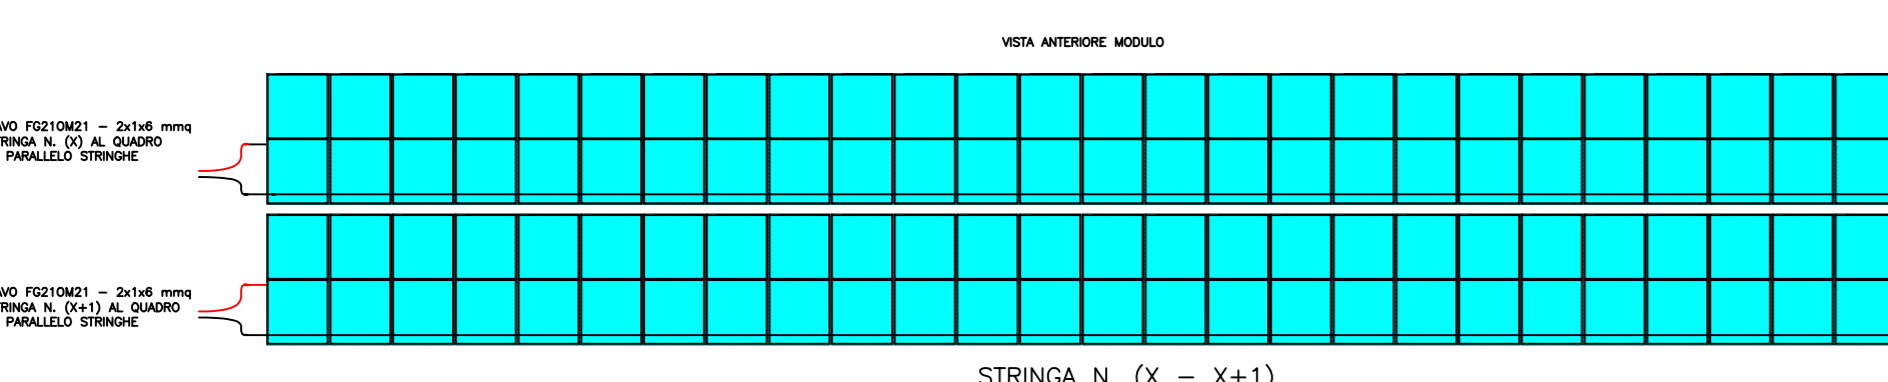 VISTA ANTERIORE MODULO
AVO FG21OM21 - 2x1x6 mmq
RINGA N. (X) AL QUADRO
PARALLELO STRINGHE
AVO FG21OM21 - 2x1x6 mmq
RINGA N. (X+1) AL QUADRO
PARALLELO STRINGHE
STRINGA N. (X - X+1)